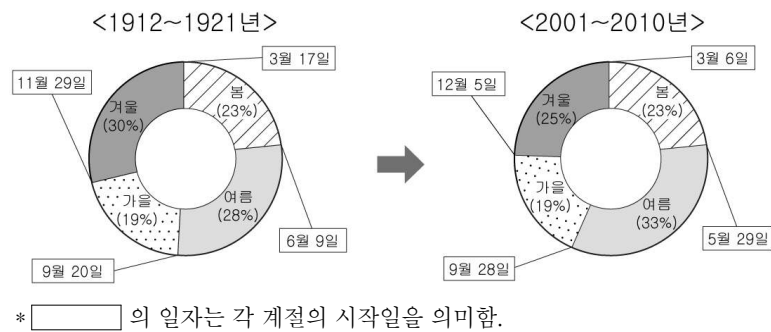 <1912~1921년>
<2001~2010년>
3월 17일
11월 29일
겨울
(30%)
봄
(23%)
가을
(19%)
여름
(28%)
6월 9일
9월 20일
3월 6일
12월 5일
겨울
(25%)
봄
(23%)
가을
(19%)
여름
(33%)
5월 29일
9월 28일
* 의 일자는 각 계절의 시작일을 의미함.